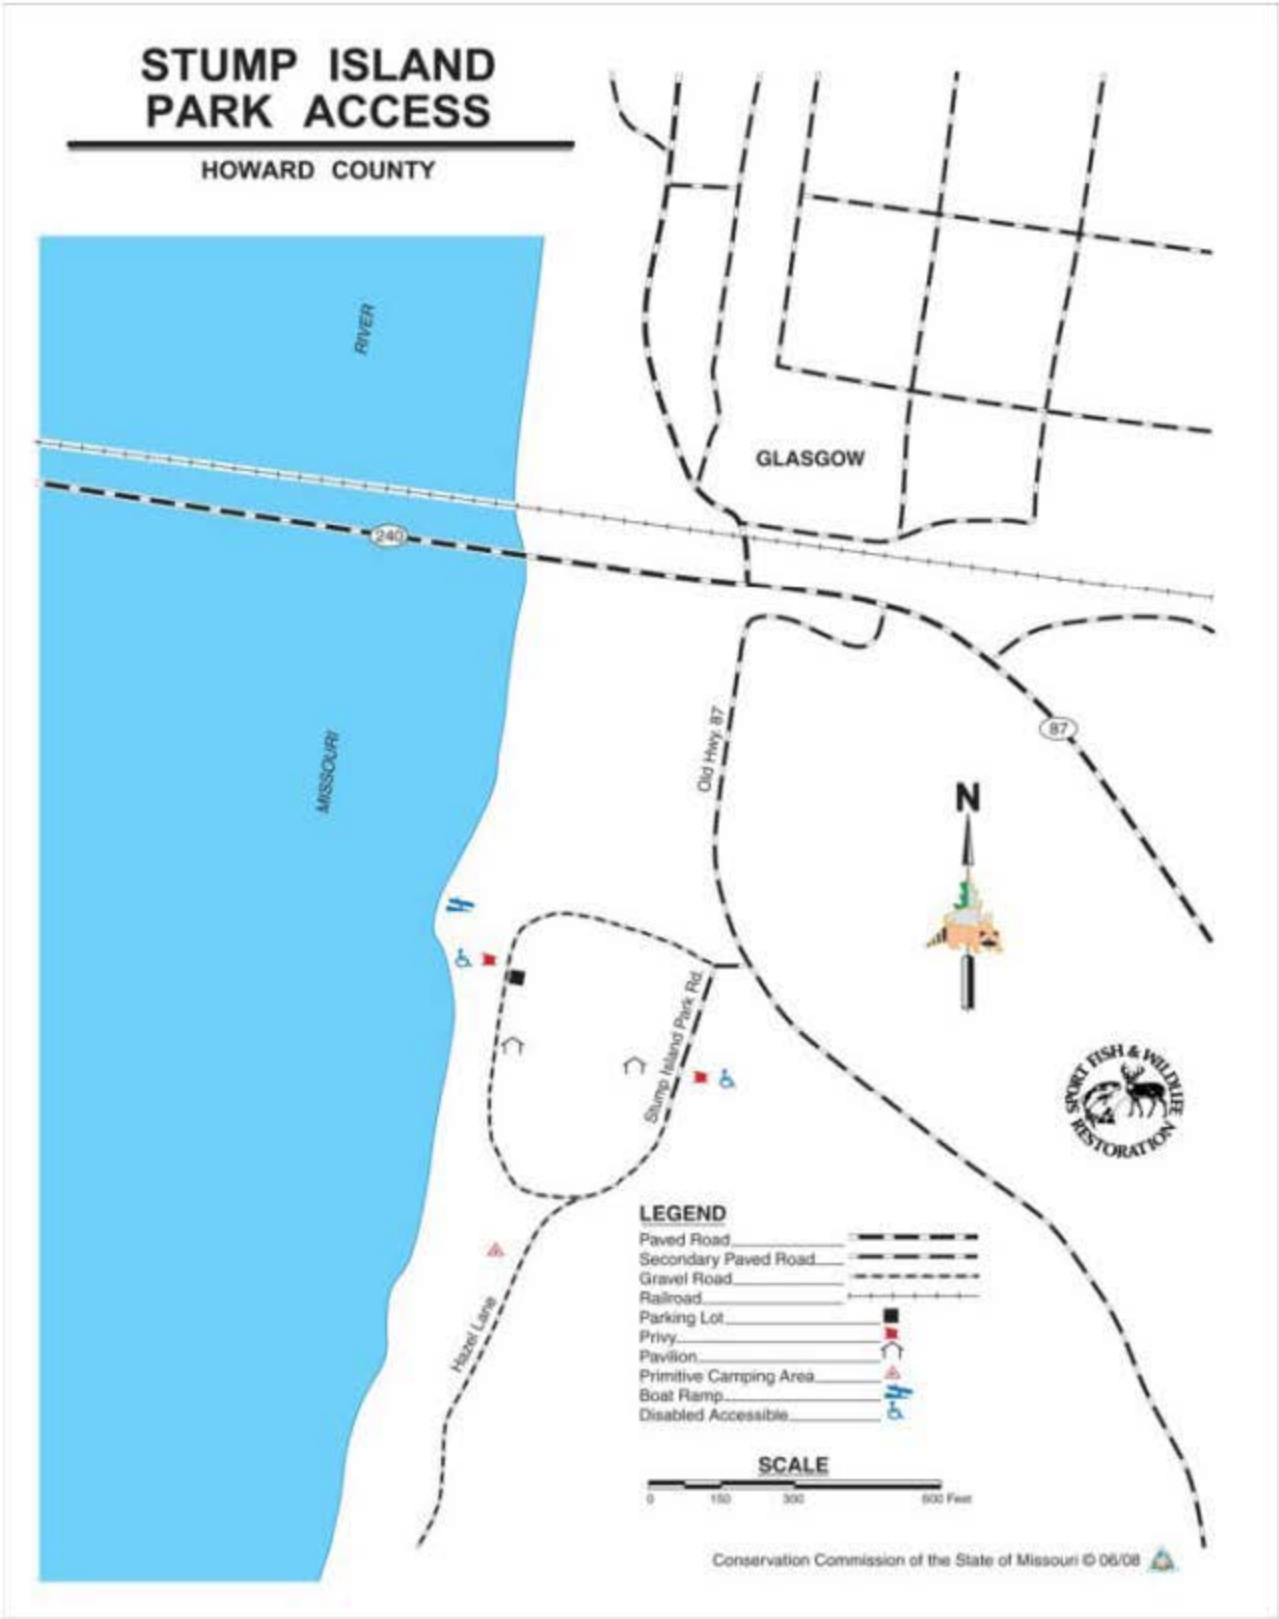 STUMP ISLAND
PARK ACCESS
HOWARD COUNTY
RIVER
GLASGOW
240
MISSOURI
Old Hwy. 87
87
N
Stump Island Park Rd.
SPORT FISH & WILDLIFE
RESTORATION
Hazel Lane
LEGEND
Paved Road
Secondary Paved Road
Gravel Road
Railroad
Parking Lot
Privy
Pavilion
Primitive Camping Area
Boat Ramp
Disabled Accessible
SCALE
0 150 300 600 Feet
Conservation Commission of the State of Missouri © 06/08